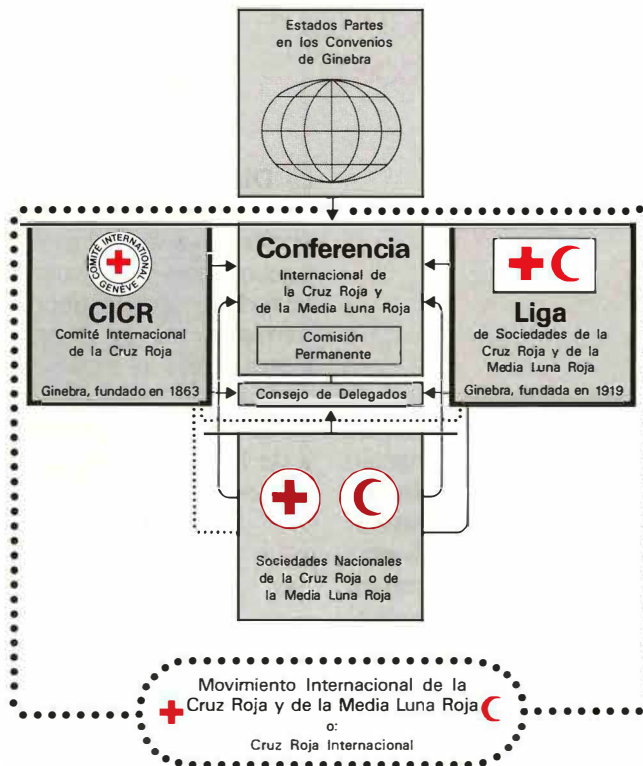 Estados Partes
en los Convenios
de Ginebra
COMITÉ INTERNATIONAL
GENÈVE
CICR
Comité Internacional
de la Cruz Roja
Ginebra, fundado en 1863
Conferencia
Internacional de
la Cruz Roja y
de la Media Luna Roja
Comisión
Permanente
Consejo de Delegados
Liga
de Sociedades de la
Cruz Roja y de la
Media Luna Roja
Ginebra, fundada en 1919
Sociedades Nacionales
de la Cruz Roja o de
la Media Luna Roja
Movimiento Internacional de la
Cruz Roja y de la Media Luna Roja
o:
Cruz Roja Internacional